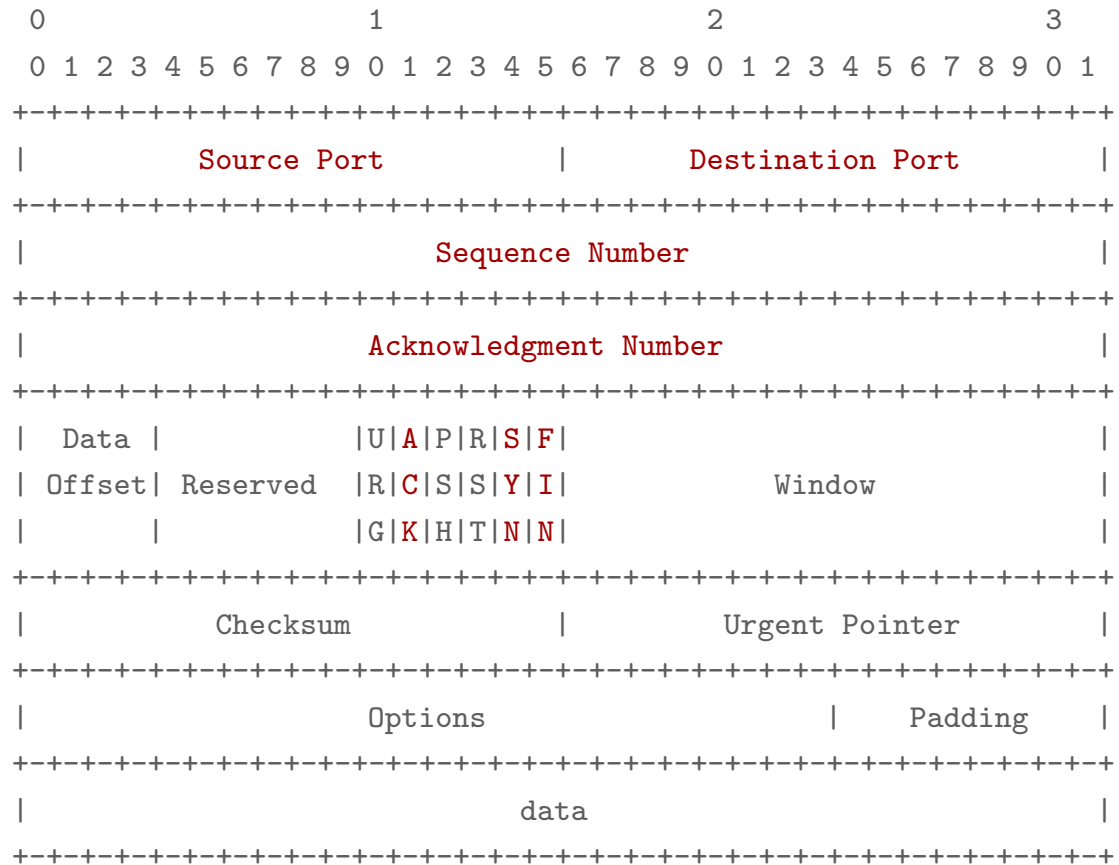 0                   1                   2                   3
 0 1 2 3 4 5 6 7 8 9 0 1 2 3 4 5 6 7 8 9 0 1 2 3 4 5 6 7 8 9 0 1
+-+-+-+-+-+-+-+-+-+-+-+-+-+-+-+-+-+-+-+-+-+-+-+-+-+-+-+-+-+-+-+-+
|          Source Port          |       Destination Port        |
+-+-+-+-+-+-+-+-+-+-+-+-+-+-+-+-+-+-+-+-+-+-+-+-+-+-+-+-+-+-+-+-+
|                        Sequence Number                        |
+-+-+-+-+-+-+-+-+-+-+-+-+-+-+-+-+-+-+-+-+-+-+-+-+-+-+-+-+-+-+-+-+
|                    Acknowledgment Number                      |
+-+-+-+-+-+-+-+-+-+-+-+-+-+-+-+-+-+-+-+-+-+-+-+-+-+-+-+-+-+-+-+-+
|  Data |           |U|A|P|R|S|F|                               |
| Offset| Reserved  |R|C|S|S|Y|I|            Window             |
|       |           |G|K|H|T|N|N|                               |
+-+-+-+-+-+-+-+-+-+-+-+-+-+-+-+-+-+-+-+-+-+-+-+-+-+-+-+-+-+-+-+-+
|           Checksum            |         Urgent Pointer        |
+-+-+-+-+-+-+-+-+-+-+-+-+-+-+-+-+-+-+-+-+-+-+-+-+-+-+-+-+-+-+-+-+
|                    Options                    |    Padding    |
+-+-+-+-+-+-+-+-+-+-+-+-+-+-+-+-+-+-+-+-+-+-+-+-+-+-+-+-+-+-+-+-+
|                             data                              |
+-+-+-+-+-+-+-+-+-+-+-+-+-+-+-+-+-+-+-+-+-+-+-+-+-+-+-+-+-+-+-+-+